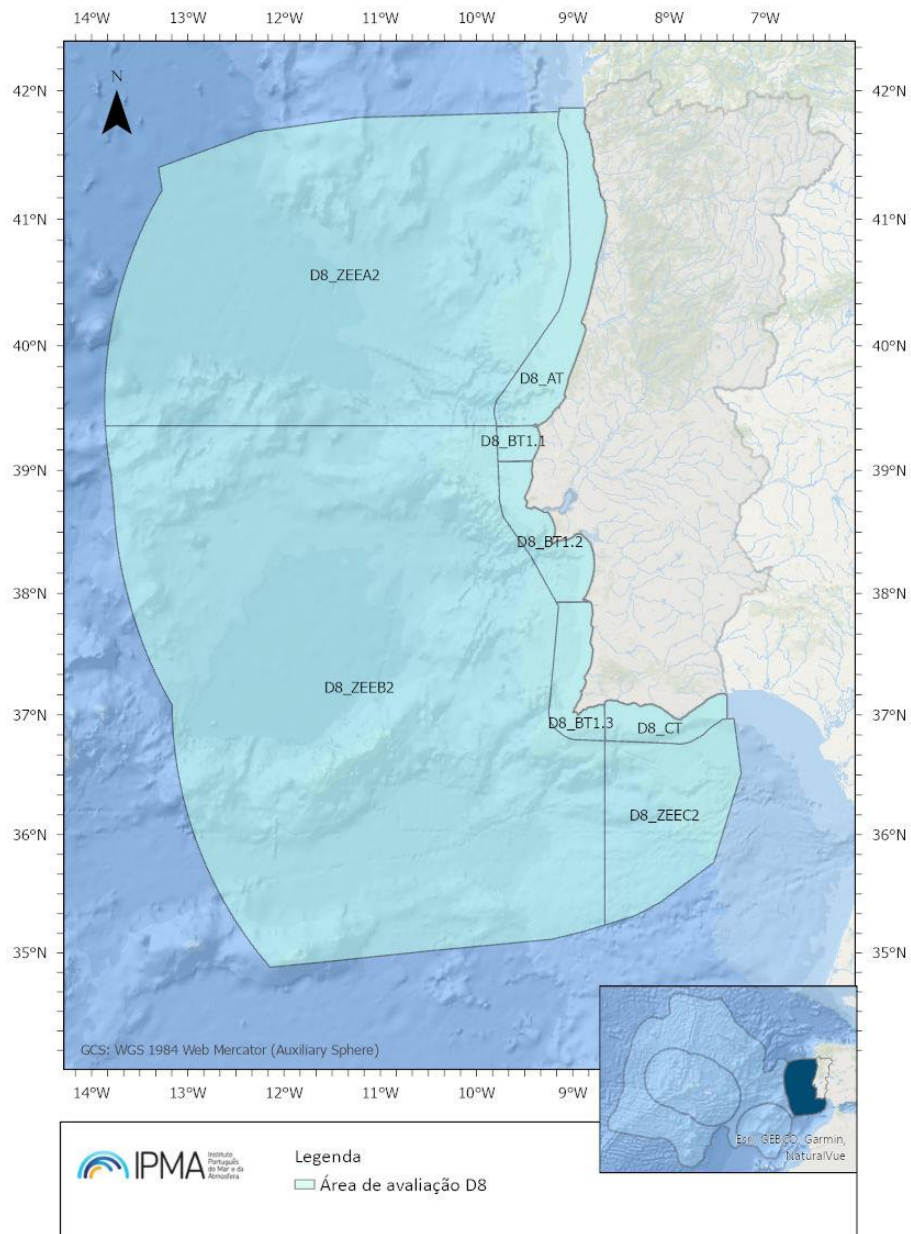 14°W 13°W 12°W 11°W 10°W 9°W 8°W 7°W
N
42°N 42°N
41°N 41°N
D8_ZEEA2
40°N 40°N
D8_AT
D8_BT1.1
39°N 39°N
D8_BT1.2
38°N 38°N
D8_ZEEB2
37°N 37°N
D8_BT1.3
D8_CT
D8_ZEEC2
36°N 36°N
35°N 35°N
GCS: WGS 1984 Web Mercator (Auxiliary Sphere)
14°W 13°W 12°W 11°W 10°W 9°W
Esri, GEBCO, Garmin,
NaturalVue
IPMA
Instituto
Português
do Mar e da
Atmosfera
Legenda
Área de avaliação D8